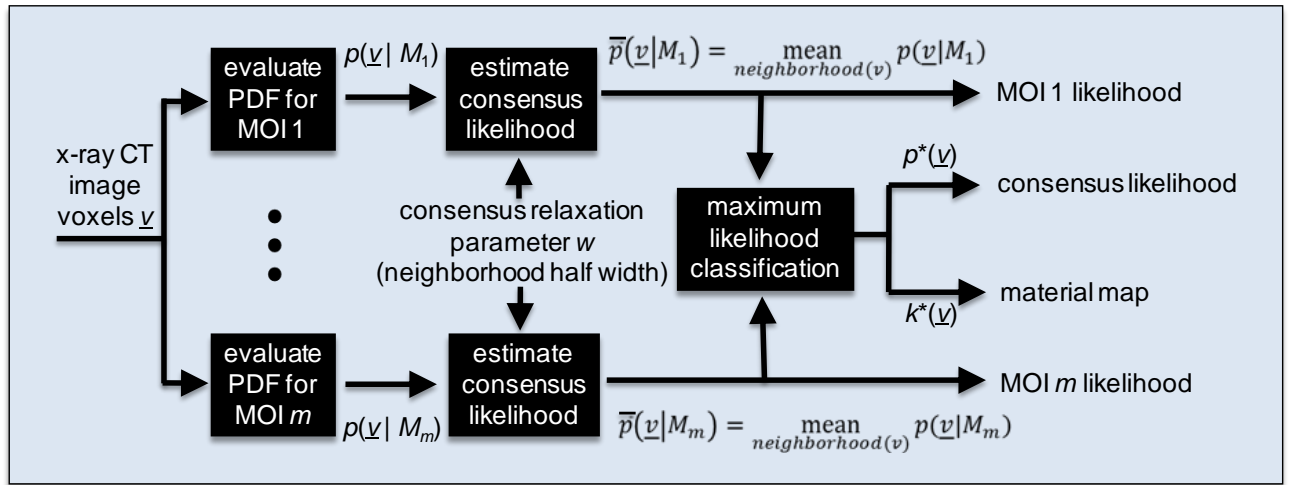 evaluate
PDF for
MOI 1
p(v| M₁)
estimate
consensus
likelihood
p̅(v|M₁) = mean p(v|M₁)
neighborhood(v)
MOI 1 likelihood
x-ray CT
image
voxels v
consensus relaxation
parameter w
(neighborhood half width)
maximum
likelihood
classification
p*(v)
consensus likelihood
k*(v)
material map
evaluate
PDF for
MOI m
p(v| Mₘ)
estimate
consensus
likelihood
p̅(v|Mₘ) = mean p(v|Mₘ)
neighborhood(v)
MOI m likelihood